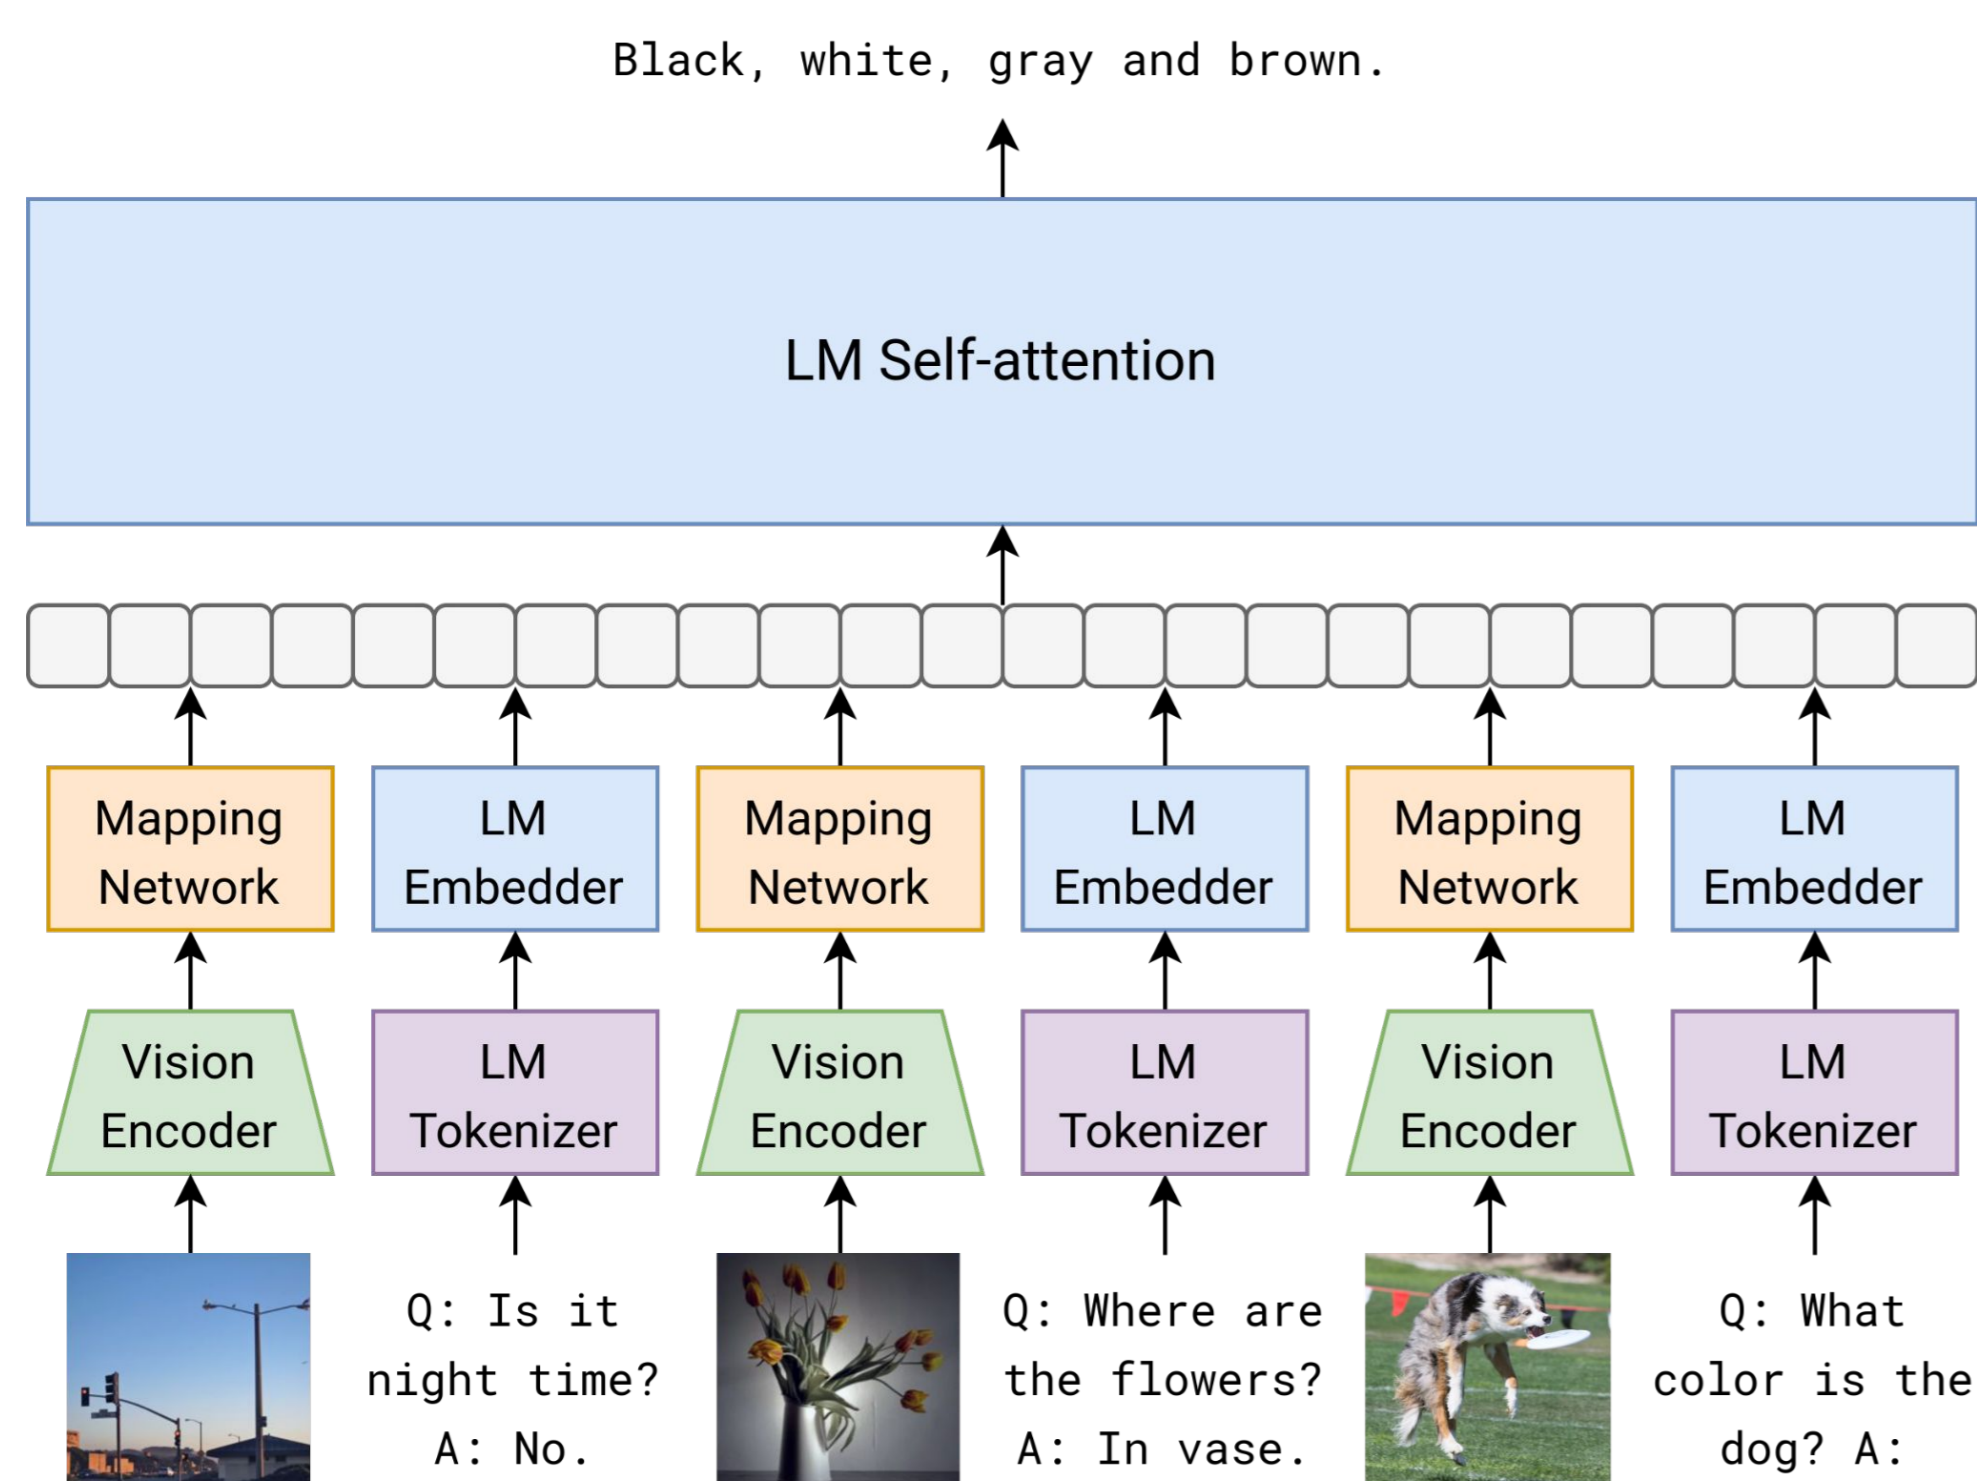 Black, white, gray and brown.
LM Self-attention
Mapping
Network
LM
Embedder
Mapping
Network
LM
Embedder
Mapping
Network
LM
Embedder
Vision
Encoder
LM
Tokenizer
Vision
Encoder
LM
Tokenizer
Vision
Encoder
LM
Tokenizer
Q: Is it
night time?
A: No.
Q: Where are
the flowers?
A: In vase.
Q: What
color is the
dog? A: